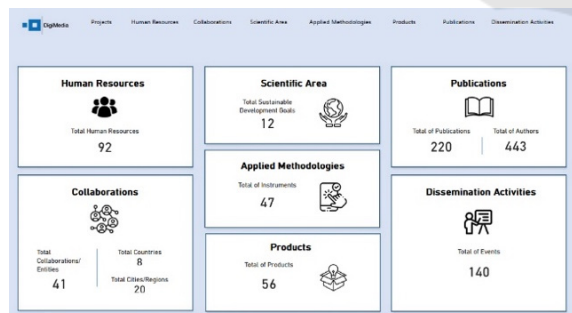 DigiMedia
Projects
Human Resources
Collaborations
Scientific Area
Applied Methodologies
Products
Publications
Dissemination Activities
Human Resources
Total Human Resources
92
Scientific Area
Total Sustainable
Development Goals
12
Publications
Total of Publications
220
Total of Authors
443
Applied Methodologies
Total of Instruments
47
Collaborations
Total
Collaborations/
Entities
41
Total Countries
8
Total Cities/Regions
20
Products
Total of Products
56
Dissemination Activities
Total of Events
140